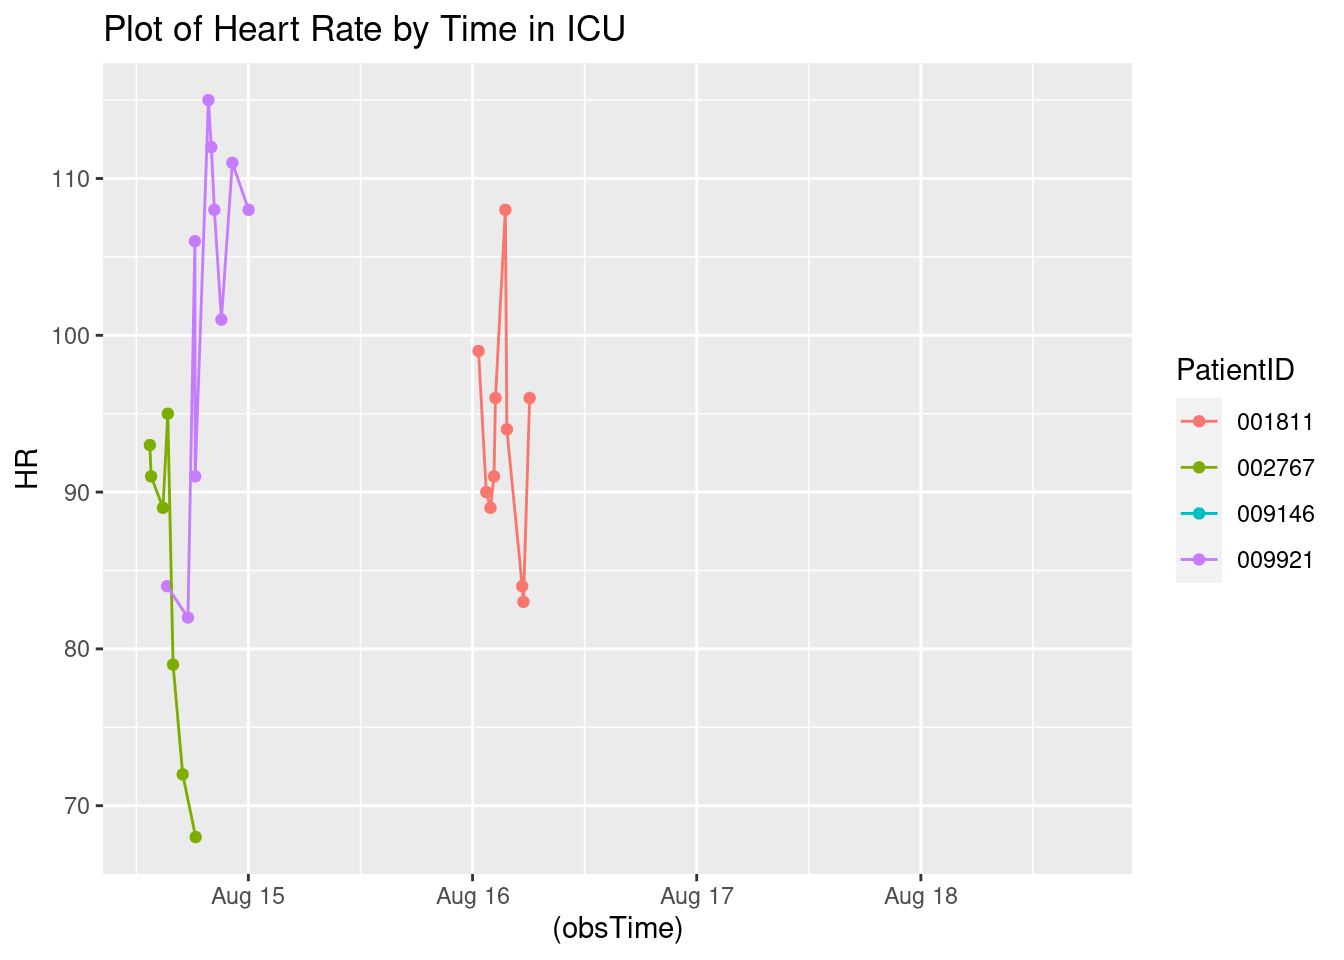 Plot of Heart Rate by Time in ICU
110
100
90
80
70
HR
Aug 15
Aug 16
Aug 17
Aug 18
(obsTime)
PatientID
001811
002767
009146
009921